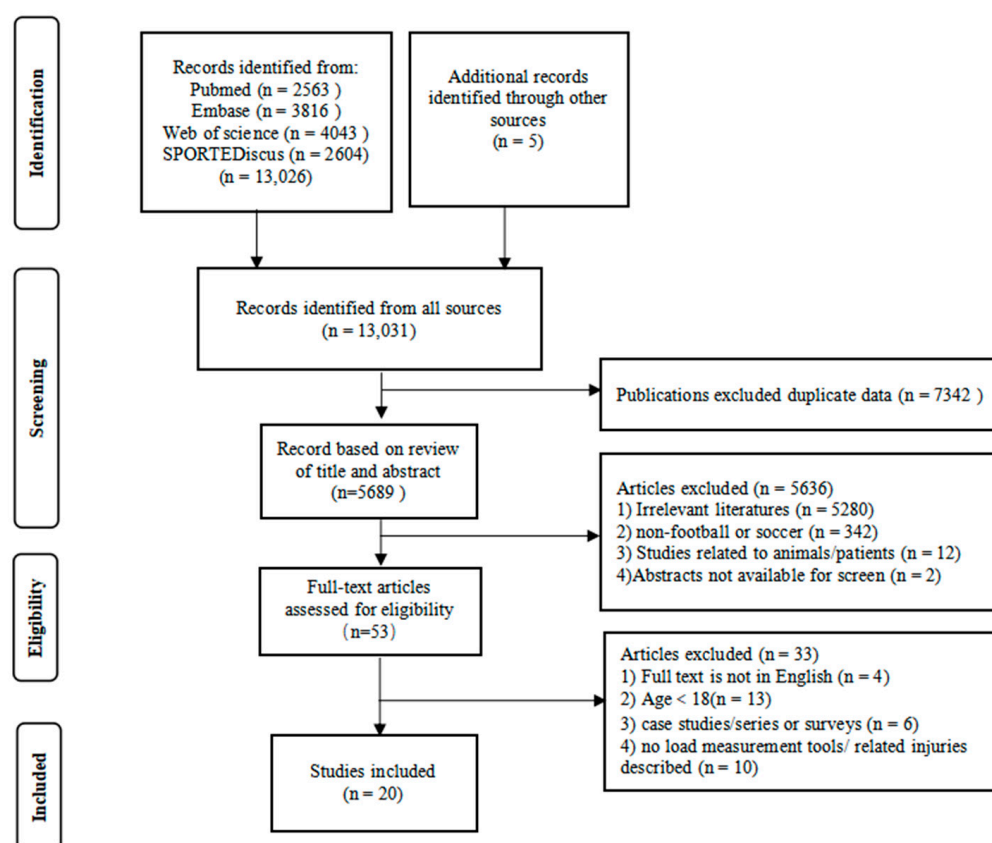 Identification
Records identified from:
Pubmed (n = 2563 )
Embase (n = 3816 )
Web of science (n = 4043 )
SPORTEDiscus (n = 2604)
(n = 13,026)
Additional records
identified through other
sources
(n = 5)
Screening
Records identified from all sources
(n = 13,031)
Publications excluded duplicate data (n = 7342 )
Record based on review
of title and abstract
(n=5689 )
Articles excluded (n = 5636)
1) Irrelevant literatures (n = 5280)
2) non-football or soccer (n = 342)
3) Studies related to animals/patients (n = 12)
4)Abstracts not available for screen (n = 2)
Eligibility
Full-text articles
assessed for eligibility
(n=53)
Articles excluded (n = 33)
1) Full text is not in English (n = 4)
2) Age < 18(n = 13)
3) case studies/series or surveys (n = 6)
4) no load measurement tools/ related injuries
described (n = 10)
Included
Studies included
(n = 20)